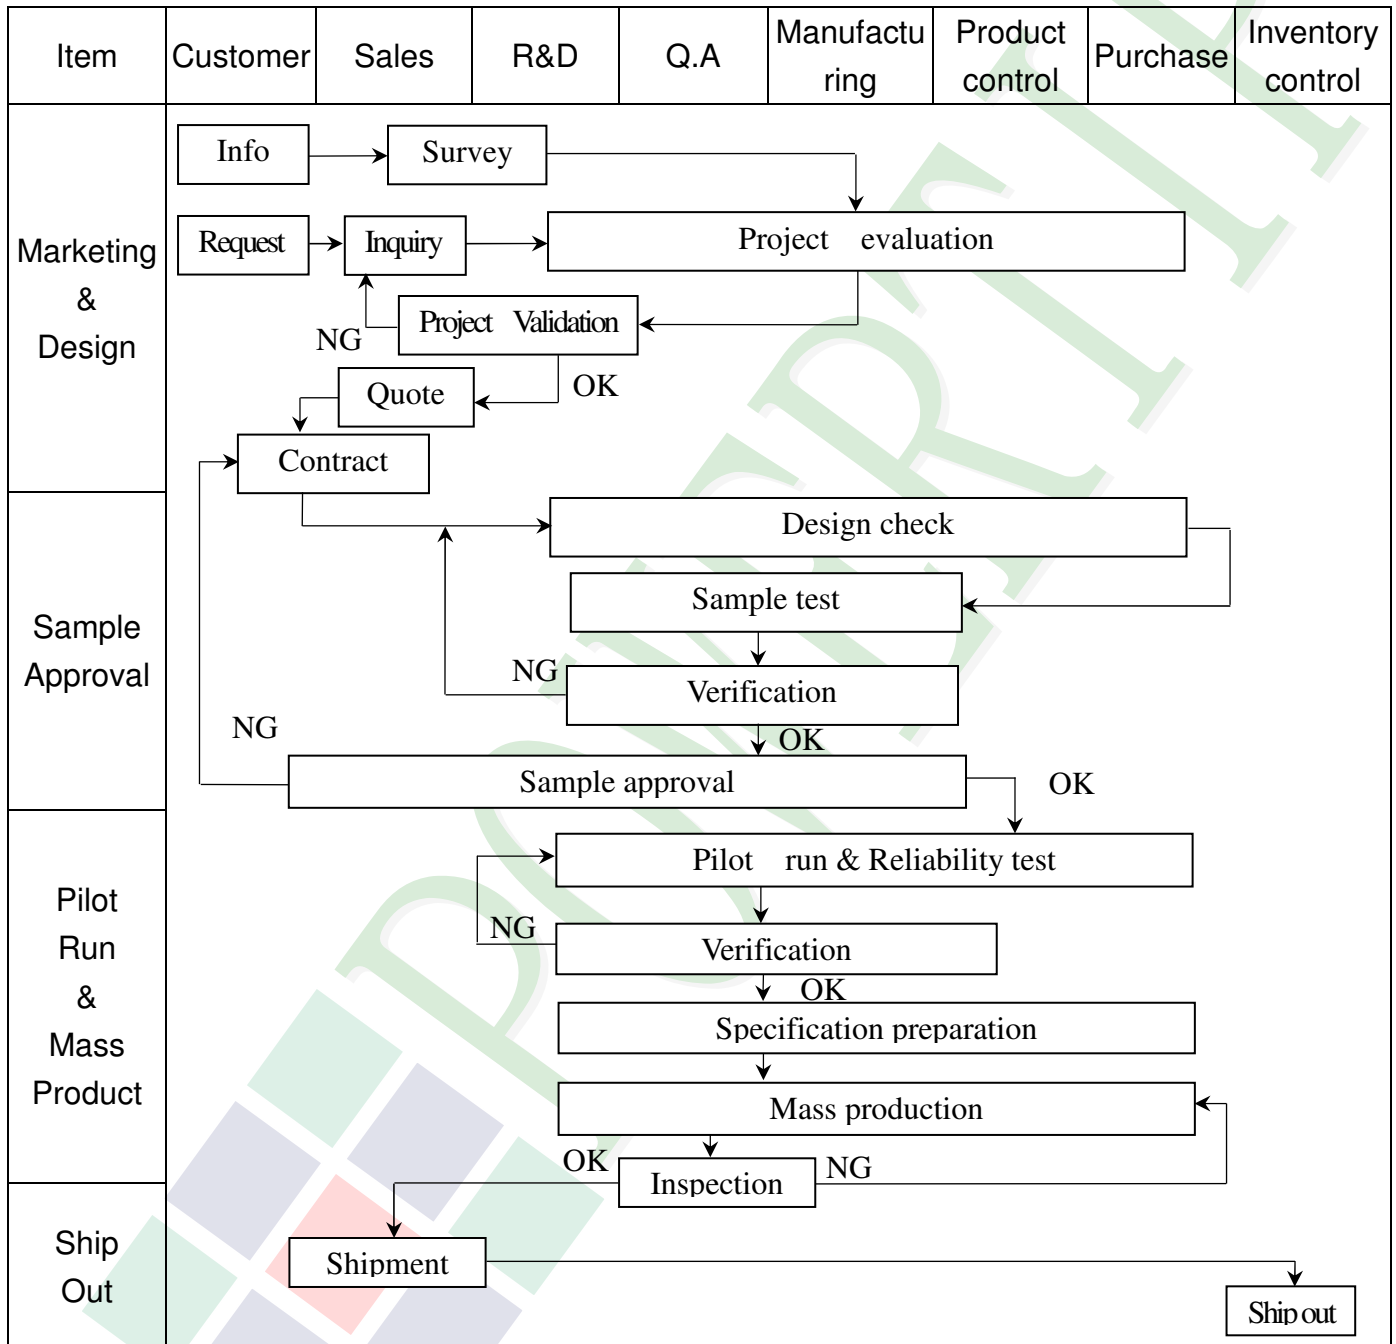 Item Customer Sales R&D Q.A Manufactu Product Purchase Inventory
ring control control
Info Survey
Request Inquiry Project evaluation
Marketing
&
Design
NG Project Validation
Quote OK
Contract
Design check
Sample test
Sample
Approval
NG Verification
NG OK
Sample approval OK
Pilot run & Reliability test
Pilot
Run
&
Mass
Product
NG Verification
OK
Specification preparation
Mass production
OK Inspection NG
Ship
Out
Shipment
Ship out
POWERTIP